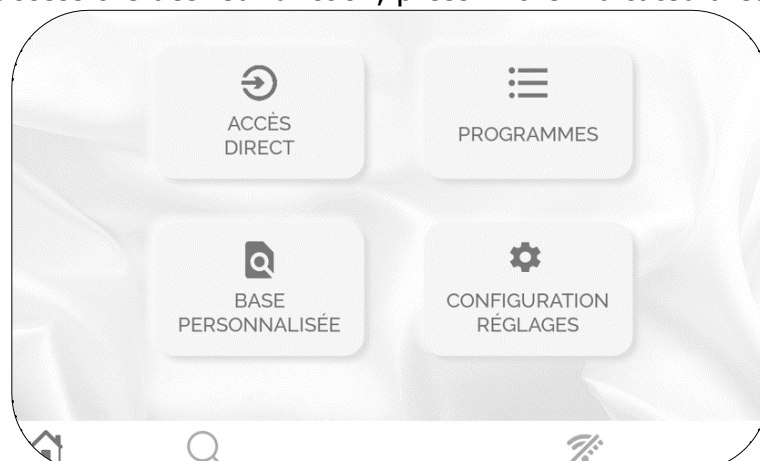 ACCÈS
DIRECT
PROGRAMMES
BASE
PERSONNALISÉE
CONFIGURATION
RÉGLAGES